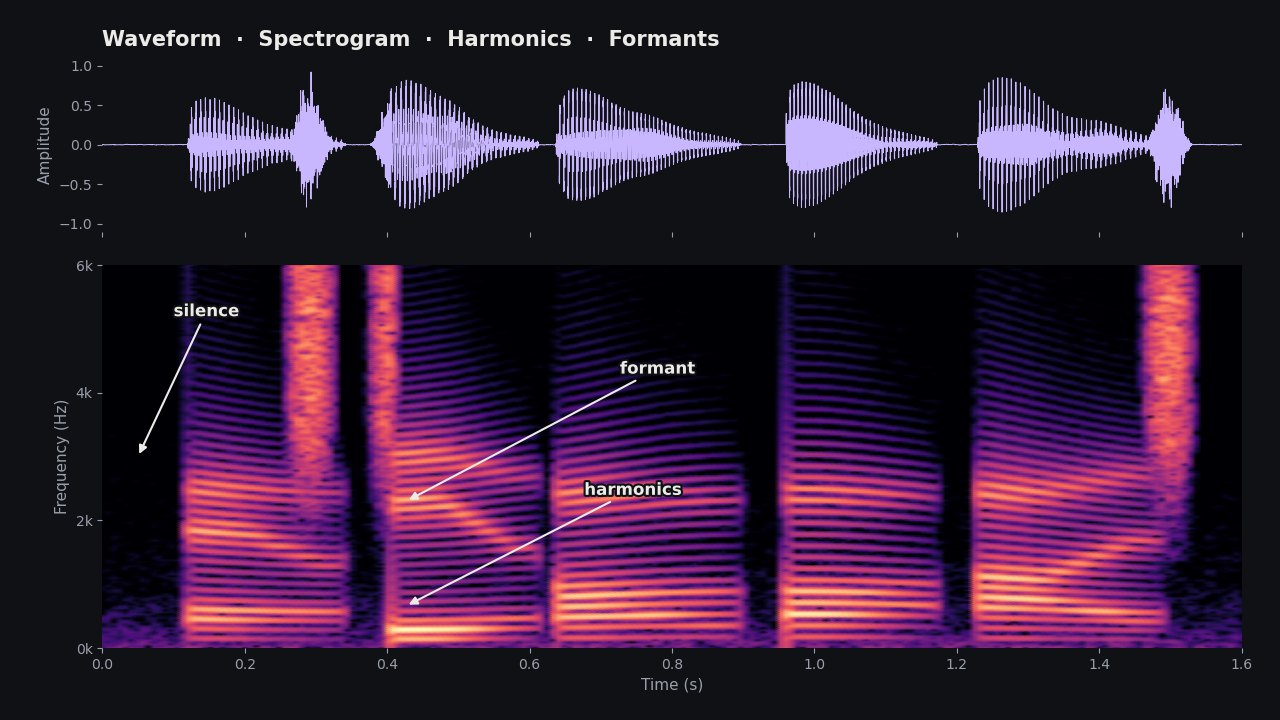 Waveform · Spectrogram · Harmonics · Formants
1.0
0.5
0.0
−0.5
−1.0
Amplitude
6k
4k
2k
0k
Frequency (Hz)
silence
formant
harmonics
0.0 0.2 0.4 0.6 0.8 1.0 1.2 1.4 1.6
Time (s)